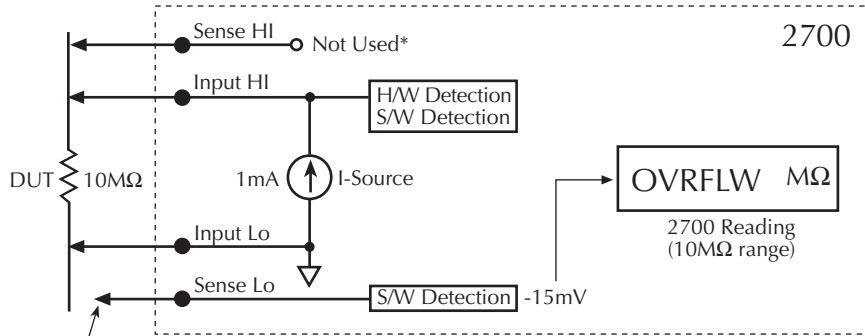 Sense HI
Not Used*
2700
Input HI
H/W Detection
S/W Detection
DUT
10MΩ
1mA
I-Source
OVRFLW MΩ
2700 Reading
(10MΩ range)
Input Lo
Sense Lo
S/W Detection
-15mV